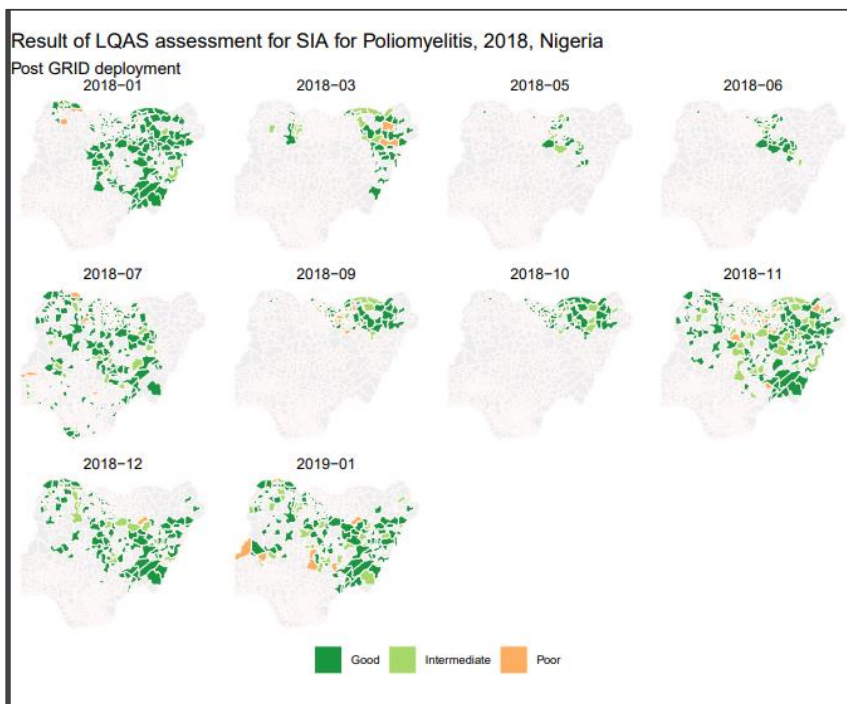 Result of LQAS assessment for SIA for Poliomyelitis, 2018, Nigeria
Post GRID deployment
2018−01 2018−03 2018−05 2018−06
2018−07 2018−09 2018−10 2018−11
2018−12 2019−01
Good Intermediate Poor